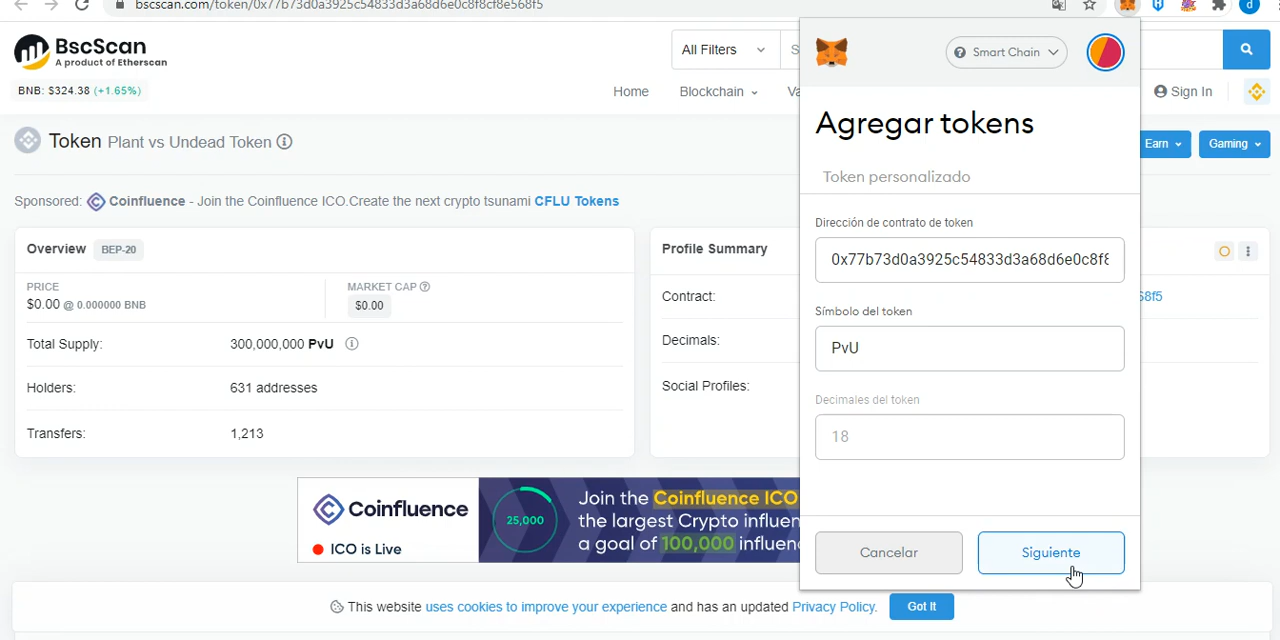 bscscan.com/token/0x77b73d0a3925c54833d3a68d6e0c8f8cf8e568f5
d
BscScan
A product of Etherscan
All Filters
S
BNB: $324.38 (+1.65%)
Home
Blockchain
Va
Sign In
Token Plant vs Undead Token
Earn
Gaming
Sponsored: Coinfluence - Join the Coinfluence ICO.Create the next crypto tsunami CFLU Tokens
Overview BEP-20
PRICE
$0.00 @ 0.000000 BNB
MARKET CAP
$0.00
Total Supply: 300,000,000 PvU
Holders: 631 addresses
Transfers: 1,213
Profile Summary
Contract: 68f5
Decimals:
Social Profiles:
Smart Chain
Agregar tokens
Token personalizado
Dirección de contrato de token
0x77b73d0a3925c54833d3a68d6e0c8f8
Símbolo del token
PvU
Decimales del token
18
Cancelar
Siguiente
Coinfluence
ICO is Live
25,000
Join the Coinfluence ICO
the largest Crypto influen
a goal of 100,000 influenc
This website uses cookies to improve your experience and has an updated Privacy Policy.
Got It